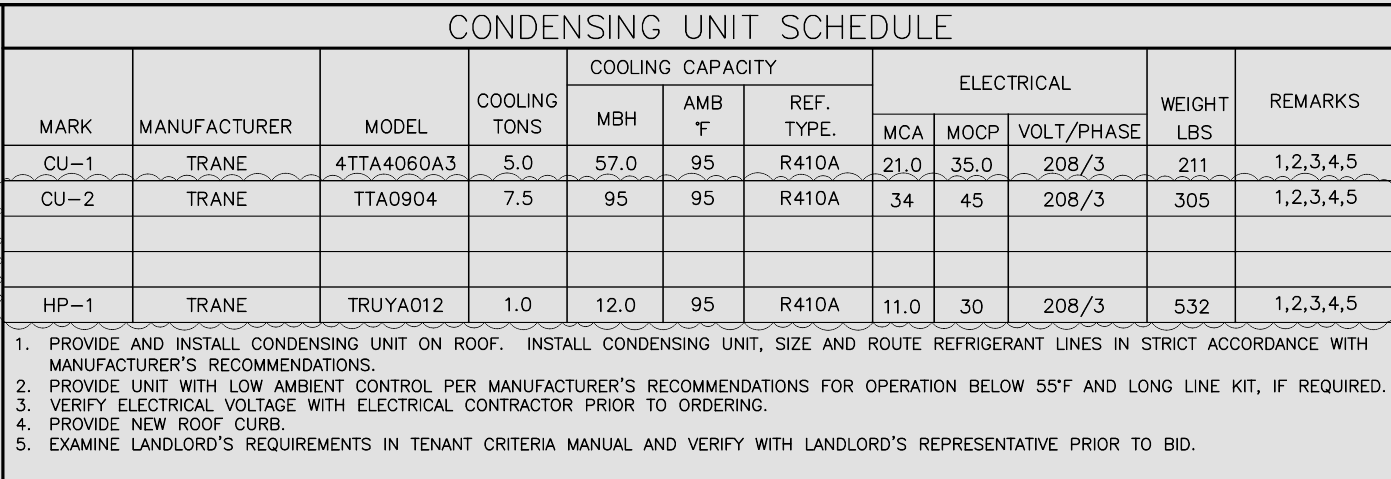 CONDENSING UNIT SCHEDULE
MARK MANUFACTURER MODEL COOLING TONS COOLING CAPACITY MBH AMB °F REF. TYPE. ELECTRICAL MCA MOCP VOLT/PHASE WEIGHT LBS REMARKS
CU-1 TRANE 4TTA4060A3 5.0 57.0 95 R410A 21.0 35.0 208/3 211 1,2,3,4,5
CU-2 TRANE TTA0904 7.5 95 95 R410A 34 45 208/3 305 1,2,3,4,5
HP-1 TRANE TRUYA012 1.0 12.0 95 R410A 11.0 30 208/3 532 1,2,3,4,5
1. PROVIDE AND INSTALL CONDENSING UNIT ON ROOF. INSTALL CONDENSING UNIT, SIZE AND ROUTE REFRIGERANT LINES IN STRICT ACCORDANCE WITH
MANUFACTURER'S RECOMMENDATIONS.
2. PROVIDE UNIT WITH LOW AMBIENT CONTROL PER MANUFACTURER'S RECOMMENDATIONS FOR OPERATION BELOW 55°F AND LONG LINE KIT, IF REQUIRED.
3. VERIFY ELECTRICAL VOLTAGE WITH ELECTRICAL CONTRACTOR PRIOR TO ORDERING.
4. PROVIDE NEW ROOF CURB.
5. EXAMINE LANDLORD'S REQUIREMENTS IN TENANT CRITERIA MANUAL AND VERIFY WITH LANDLORD'S REPRESENTATIVE PRIOR TO BID.